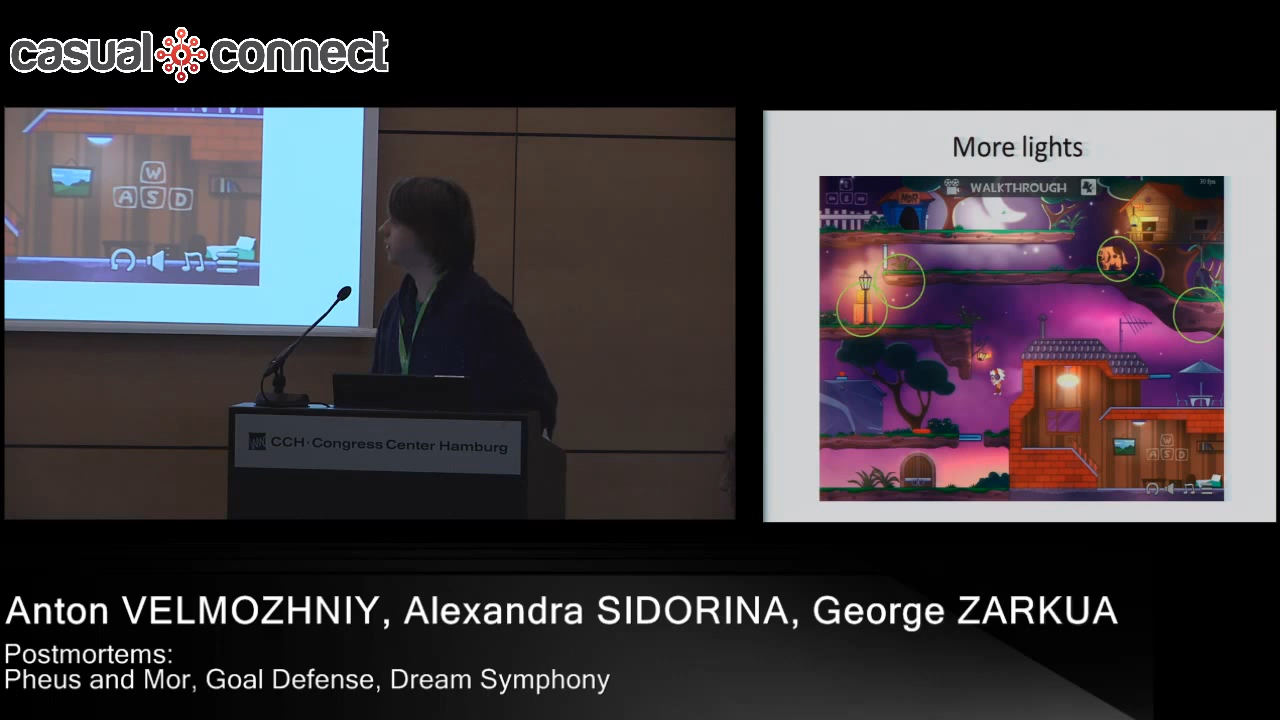 casual connect
W
A S D
CCH·Congress Center Hamburg
More lights
WALKTHROUGH
W
A S D
Anton VELMOZHNIY, Alexandra SIDORINA, George ZARKUA
Postmortems:
Pheus and Mor, Goal Defense, Dream Symphony